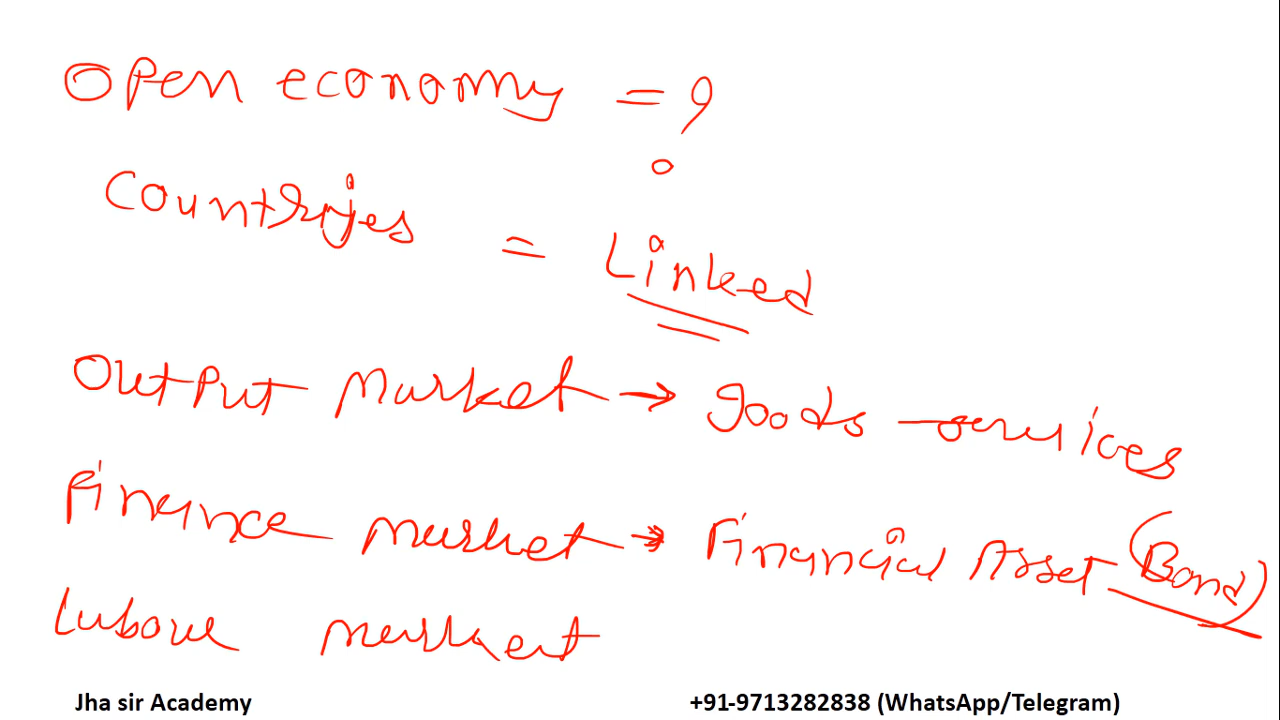 Open economy = ?
Countries = Linked
Output Market → goods services
Finance market → Financial Asset (Bond)
Labour market
Jha sir Academy +91-9713282838 (WhatsApp/Telegram)